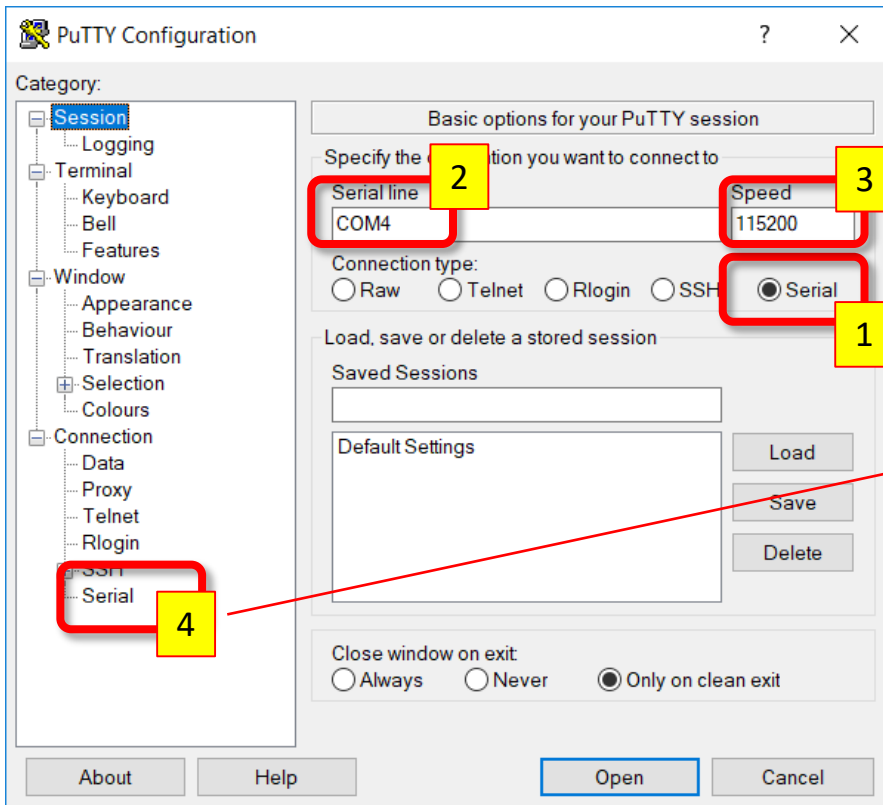 PuTTY Configuration ?
Category:
Session
Logging
Terminal
Keyboard
Bell
Features
Window
Appearance
Behaviour
Translation
Selection
Colours
Connection
Data
Proxy
Telnet
Rlogin
SSH
Serial
4
Basic options for your PuTTY session
Specify the tion you want to connect to
2
Serial line
Speed
3
COM4
115200
Connection type:
Raw Telnet Rlogin SSH Serial
1
Load, save or delete a stored session
Saved Sessions
Default Settings
Load
Save
Delete
Close window on exit:
Always Never Only on clean exit
About Help Open Cancel